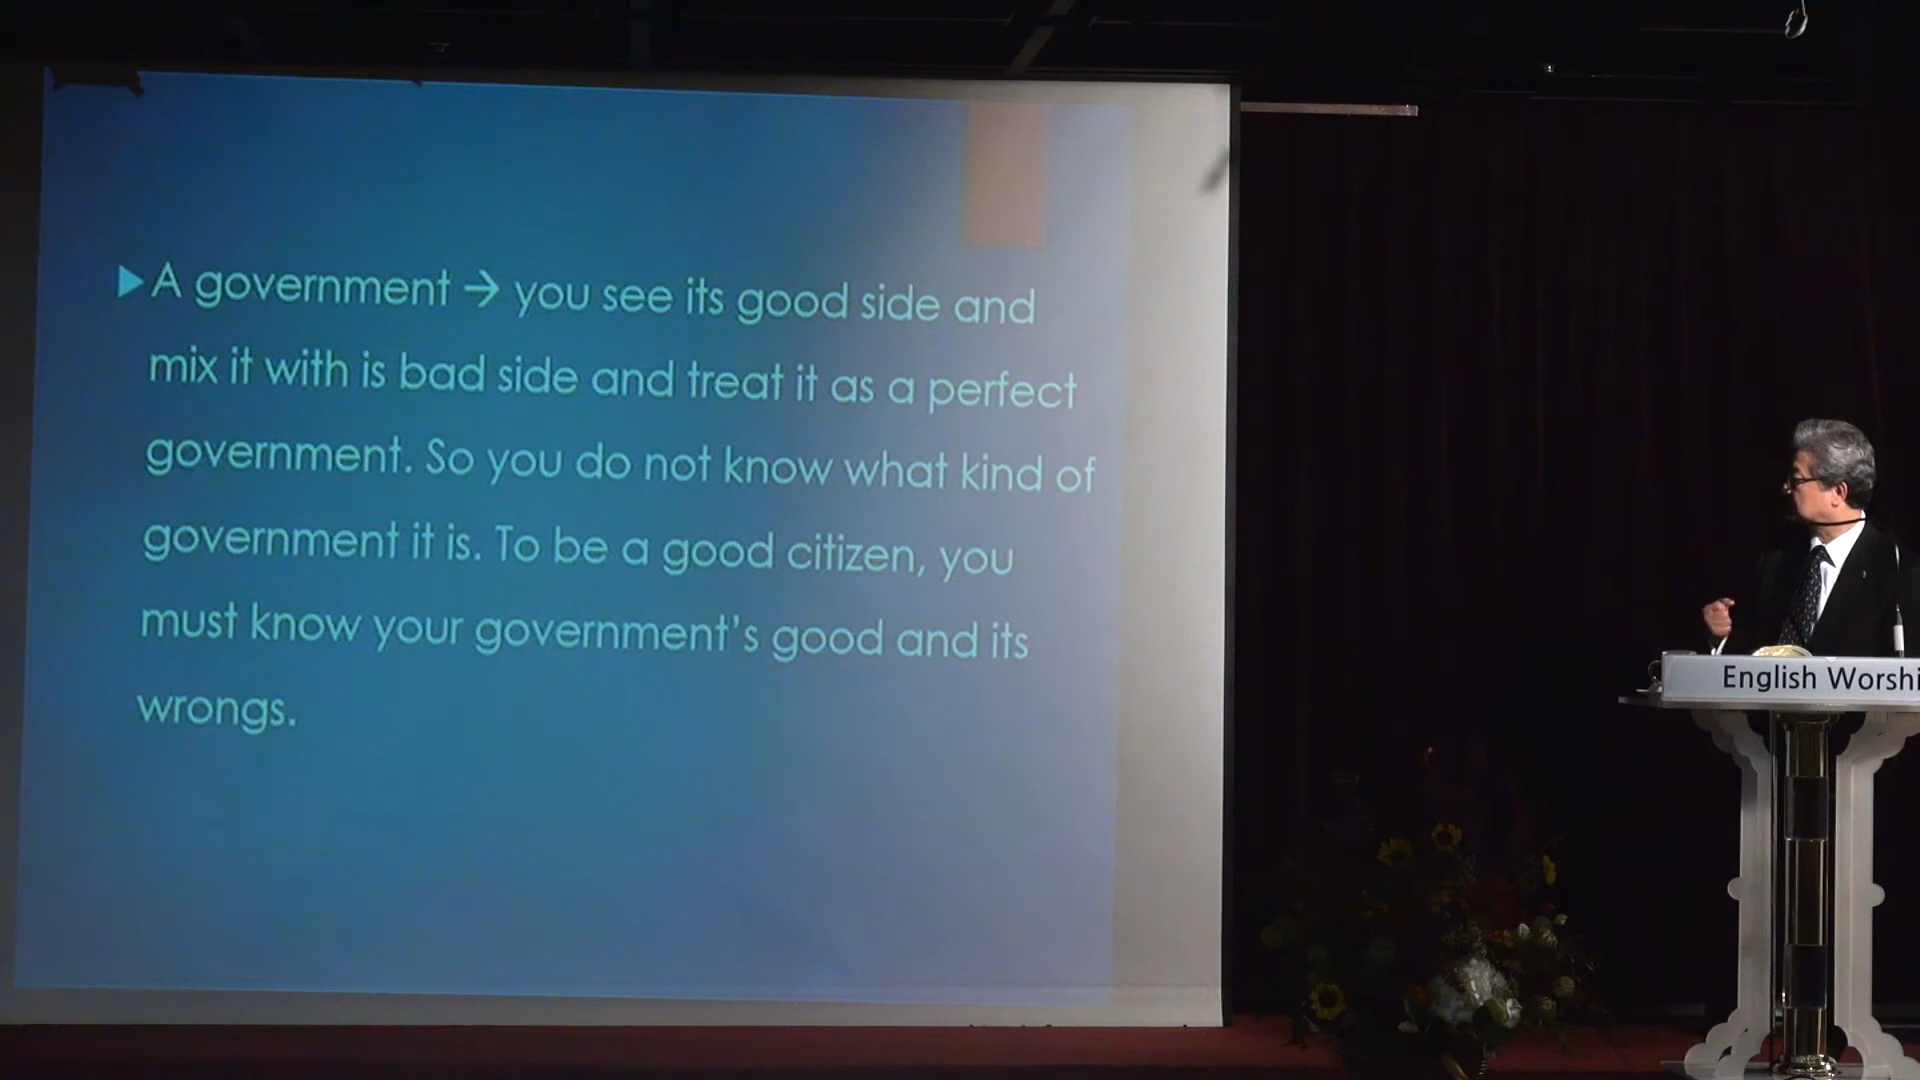 A government → you see its good side and
mix it with is bad side and treat it as a perfect
government. So you do not know what kind of
government it is. To be a good citizen, you
must know your government's good and its
wrongs.
English Worshi